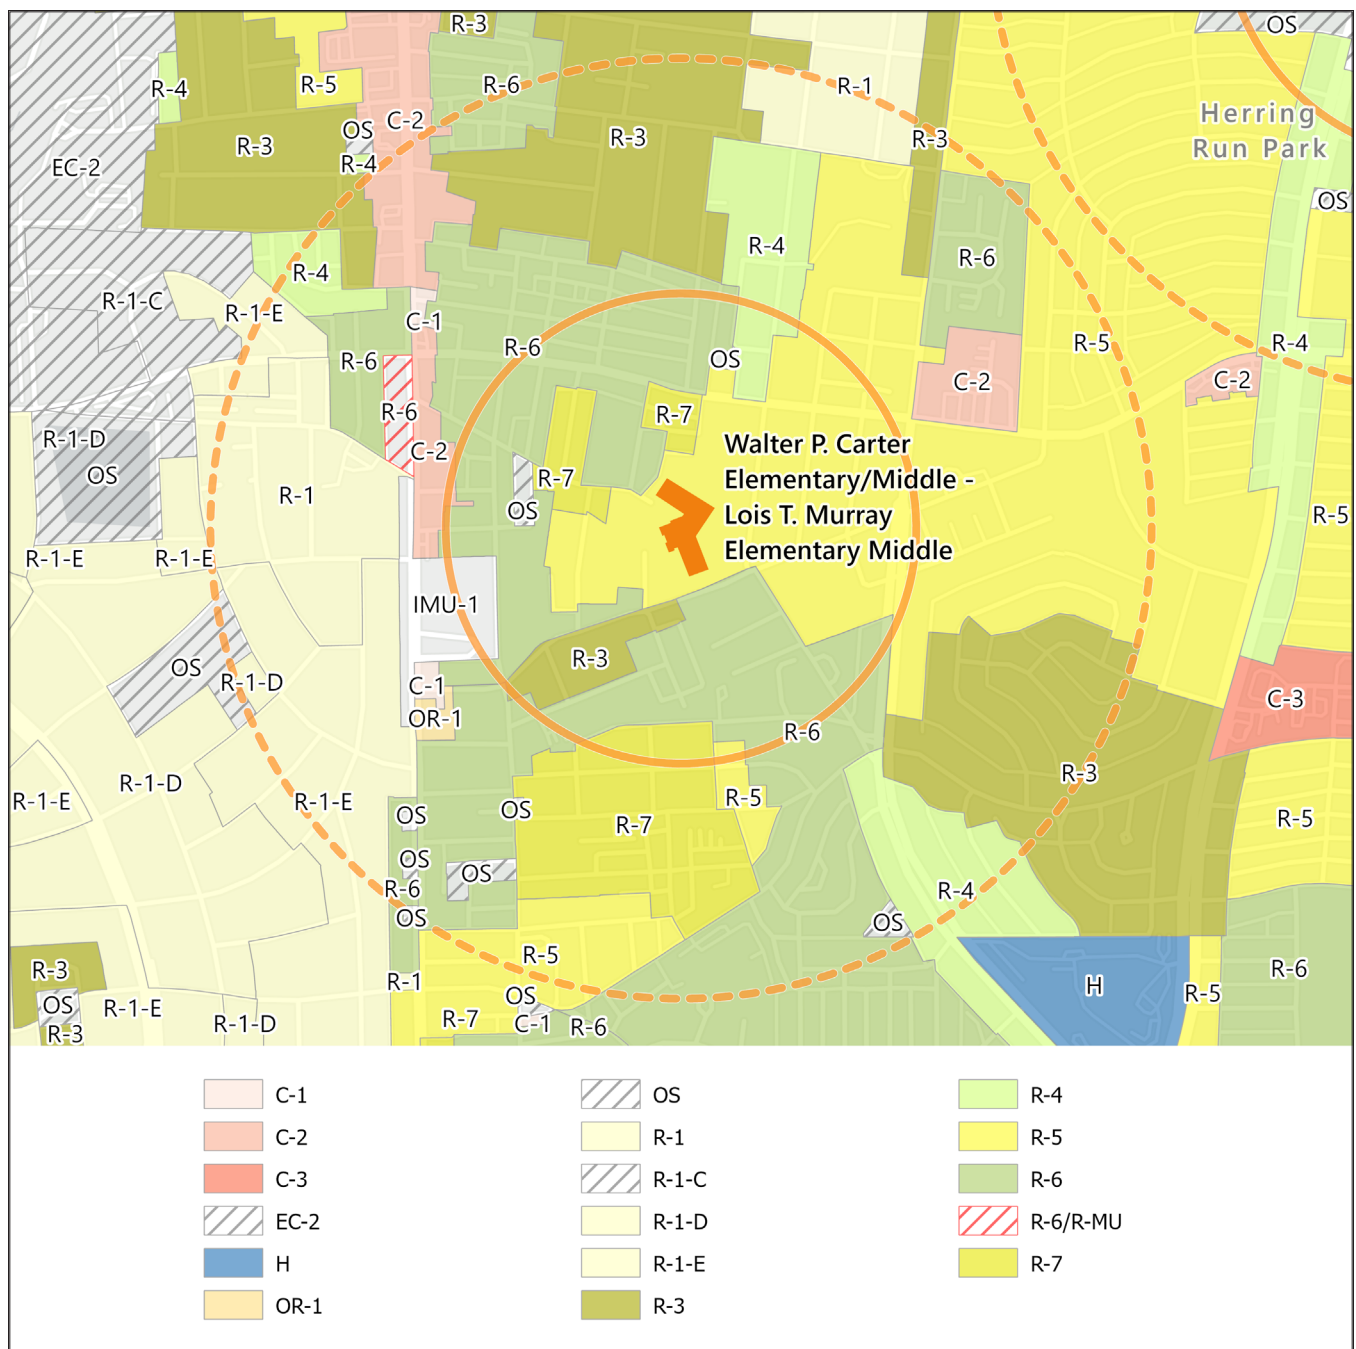 R-3
OS
R-4
R-5
R-6
R-1
C-2
Herring
Run Park
OS
R-3
R-3
R-3
EC-2
R-4
OS
R-4
R-6
R-4
R-1-C
R-1-E
C-1
R-5
R-4
R-6
R-6
OS
C-2
C-2
R-6
R-7
R-1-D
C-2
Walter P. Carter
Elementary/Middle -
Lois T. Murray
Elementary Middle
OS
R-7
R-1
OS
R-5
R-1-E
R-1-E
IMU-1
R-3
OS
R-1-D
C-1
C-3
OR-1
R-6
R-3
R-1-D
R-1-E
R-1-E
R-5
OS
OS
R-7
R-5
OS
OS
R-6
R-4
OS
OS
R-5
R-3
R-6
R-1
H
R-5
OS
OS
R-1-E
R-7
C-1
R-6
R-1-D
R-3
C-1
C-2
C-3
EC-2
H
OR-1
OS
R-1
R-1-C
R-1-D
R-1-E
R-3
R-4
R-5
R-6
R-6/R-MU
R-7